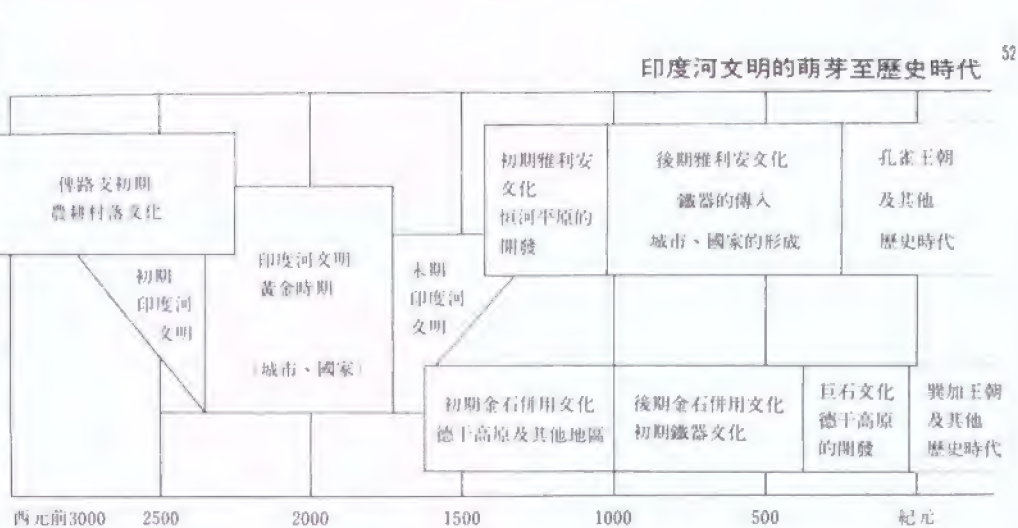 52
印度河文明的萌芽至歷史時代
俾路支初期
農耕村落文化
初期
印度河
文明
印度河文明
黃金時期
（城市、國家）
末期
印度河
文明
初期雅利安
文化
恒河平原的
開發
後期雅利安文化
鐵器的傳入
城市、國家的形成
孔雀王朝
及其他
歷史時代
初期金石併用文化
德干高原及其他地區
後期金石併用文化
初期鐵器文化
巨石文化
德干高原
的開發
巽加王朝
及其他
歷史時代
西元前3000 2500 2000 1500 1000 500 紀元